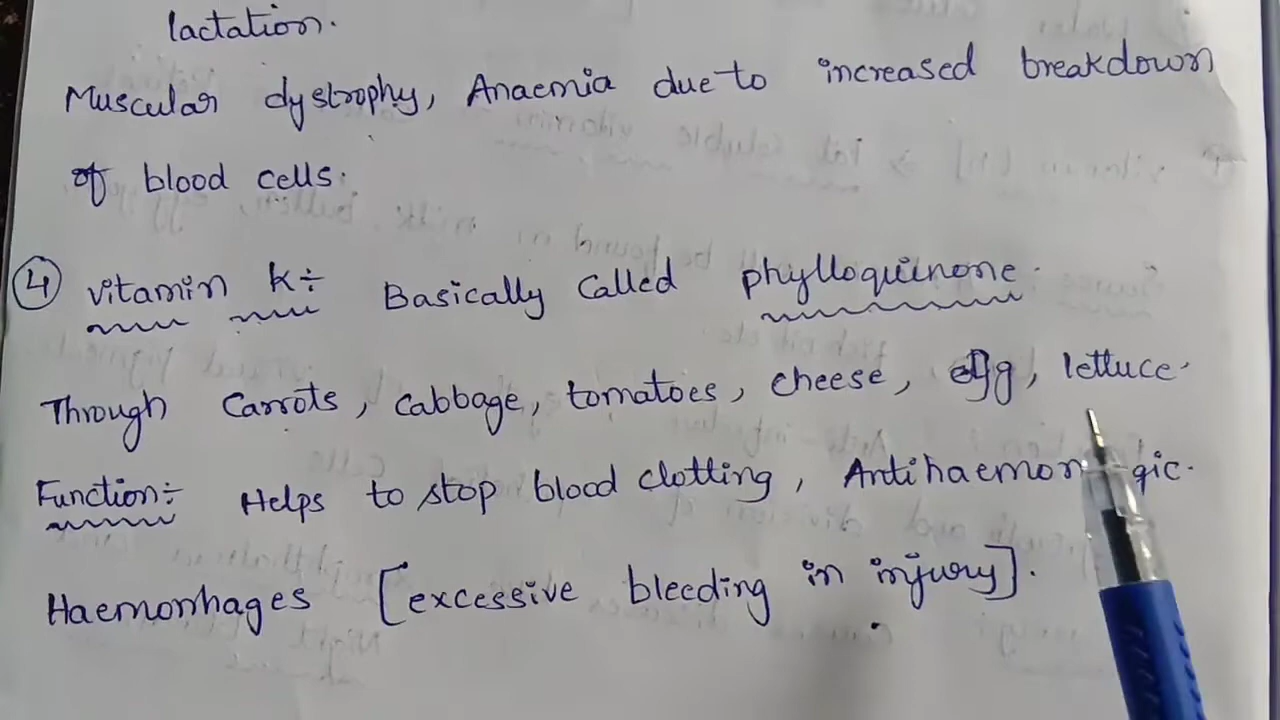 lactation.
Muscular dystrophy, Anaemia due to increased breakdown
of blood cells.
④ vitamin K÷ Basically called phylloquinone.
Through Carrots, cabbage, tomatoes, cheese, egg, lettuce.
Function÷ Helps to stop blood clotting, Antihaemorrhagic.
Haemorrhages [excessive bleeding in injury].